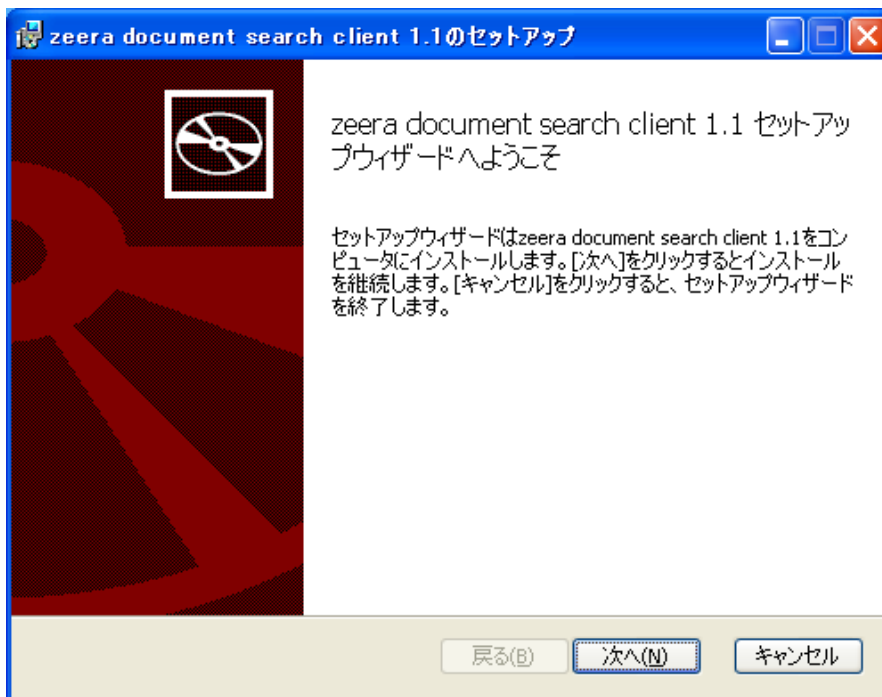 zeera document search client 1.1のセットアップ
zeera document search client 1.1 セットアッ
プウィザードへようこそ
セットアップウィザードはzeera document search client 1.1をコン
ピュータにインストールします。[次へ]をクリックするとインストール
を継続します。[キャンセル]をクリックすると、セットアップウィザード
を終了します。
戻る(B) 次へ(N) キャンセル